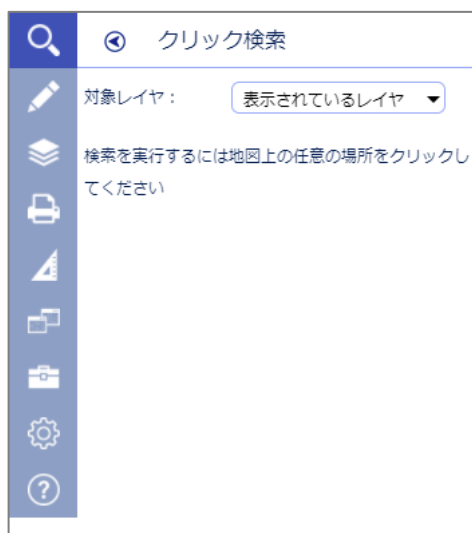 クリック検索
対象レイヤ：
表示されているレイヤ
検索を実行するには地図上の任意の場所をクリックし
てください
?